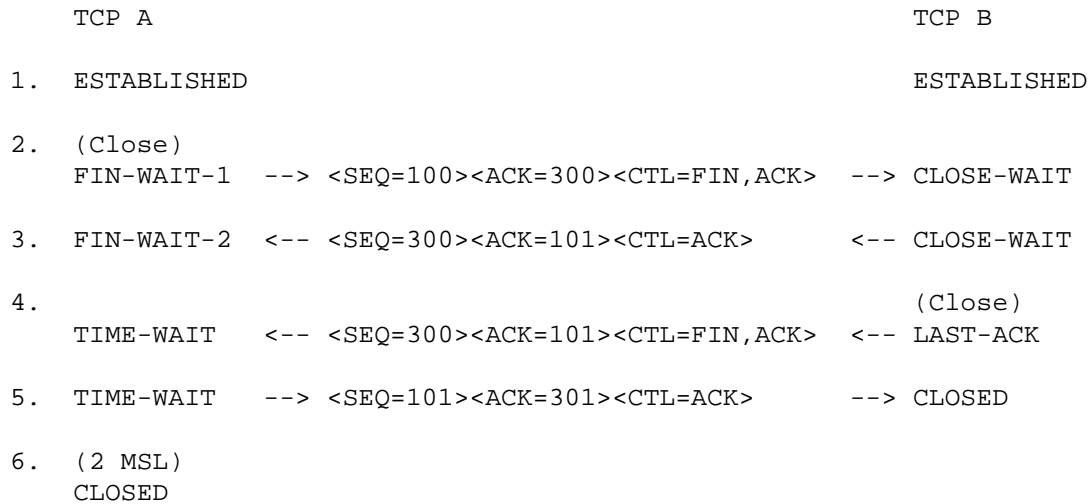 TCP A                                                TCP B
1.  ESTABLISHED                                          ESTABLISHED
2.  (Close)
FIN-WAIT-1  --> <SEQ=100><ACK=300><CTL=FIN,ACK>  --> CLOSE-WAIT
3.  FIN-WAIT-2  <-- <SEQ=300><ACK=101><CTL=ACK>      <-- CLOSE-WAIT
4.                                                       (Close)
TIME-WAIT   <-- <SEQ=300><ACK=101><CTL=FIN,ACK>  <-- LAST-ACK
5.  TIME-WAIT   --> <SEQ=101><ACK=301><CTL=ACK>      --> CLOSED
6.  (2 MSL)
CLOSED